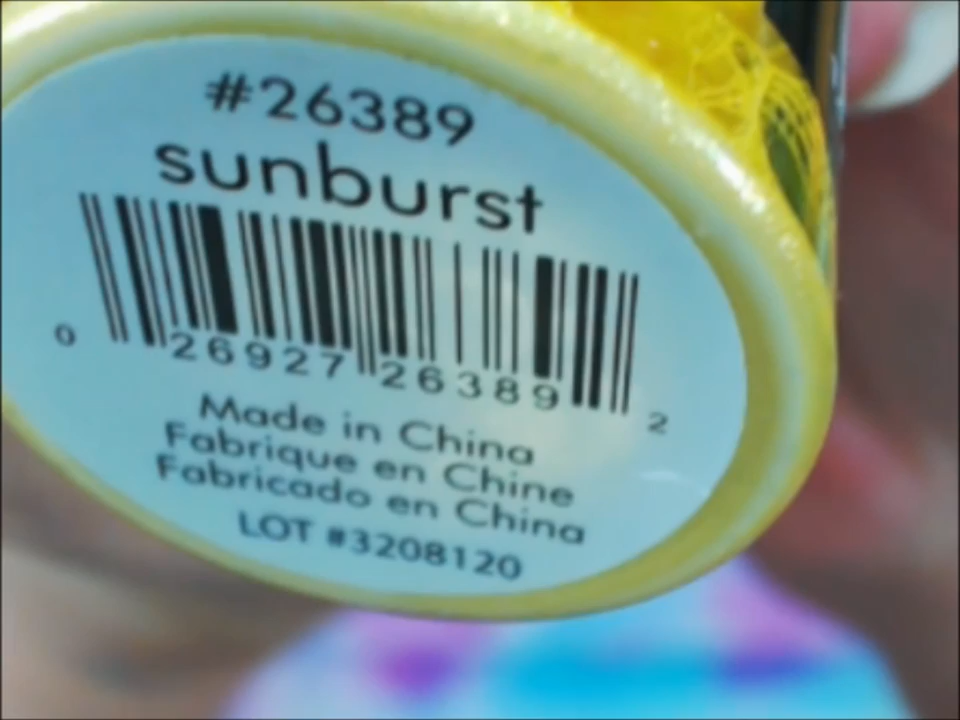 #26389
sunburst
0 26927 26389 2
Made in China
Fabrique en Chine
Fabricado en China
LOT #3208120